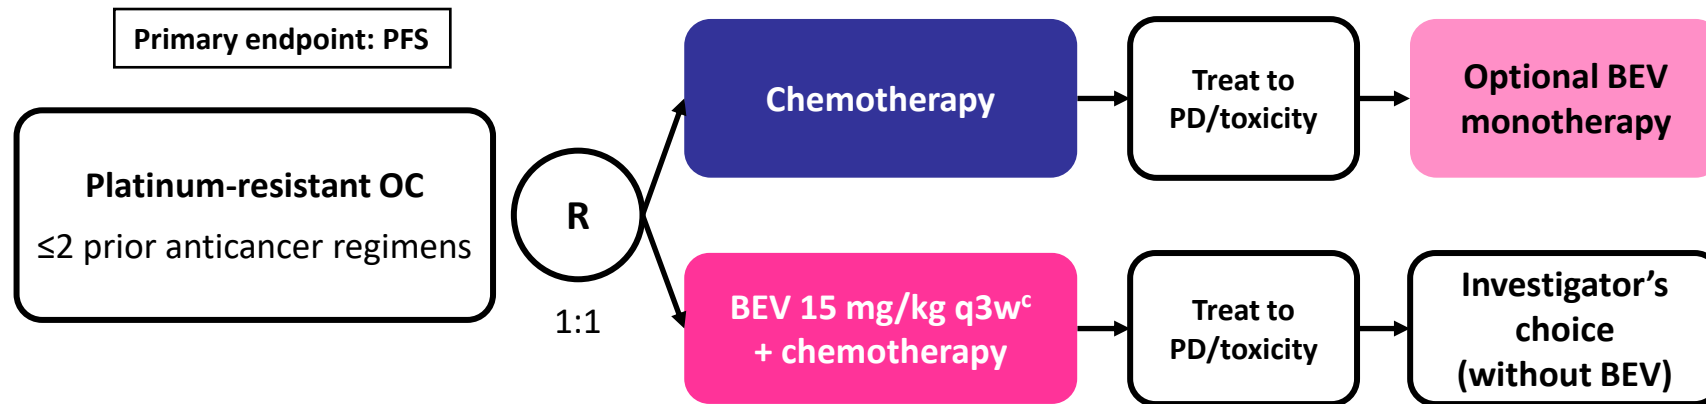 Primary endpoint: PFS
Platinum-resistant OC
≤2 prior anticancer regimens
R
1:1
Chemotherapy
Treat to
PD/toxicity
Optional BEV
monotherapy
BEV 15 mg/kg q3wᶜ
+ chemotherapy
Treat to
PD/toxicity
Investigator’s
choice
(without BEV)